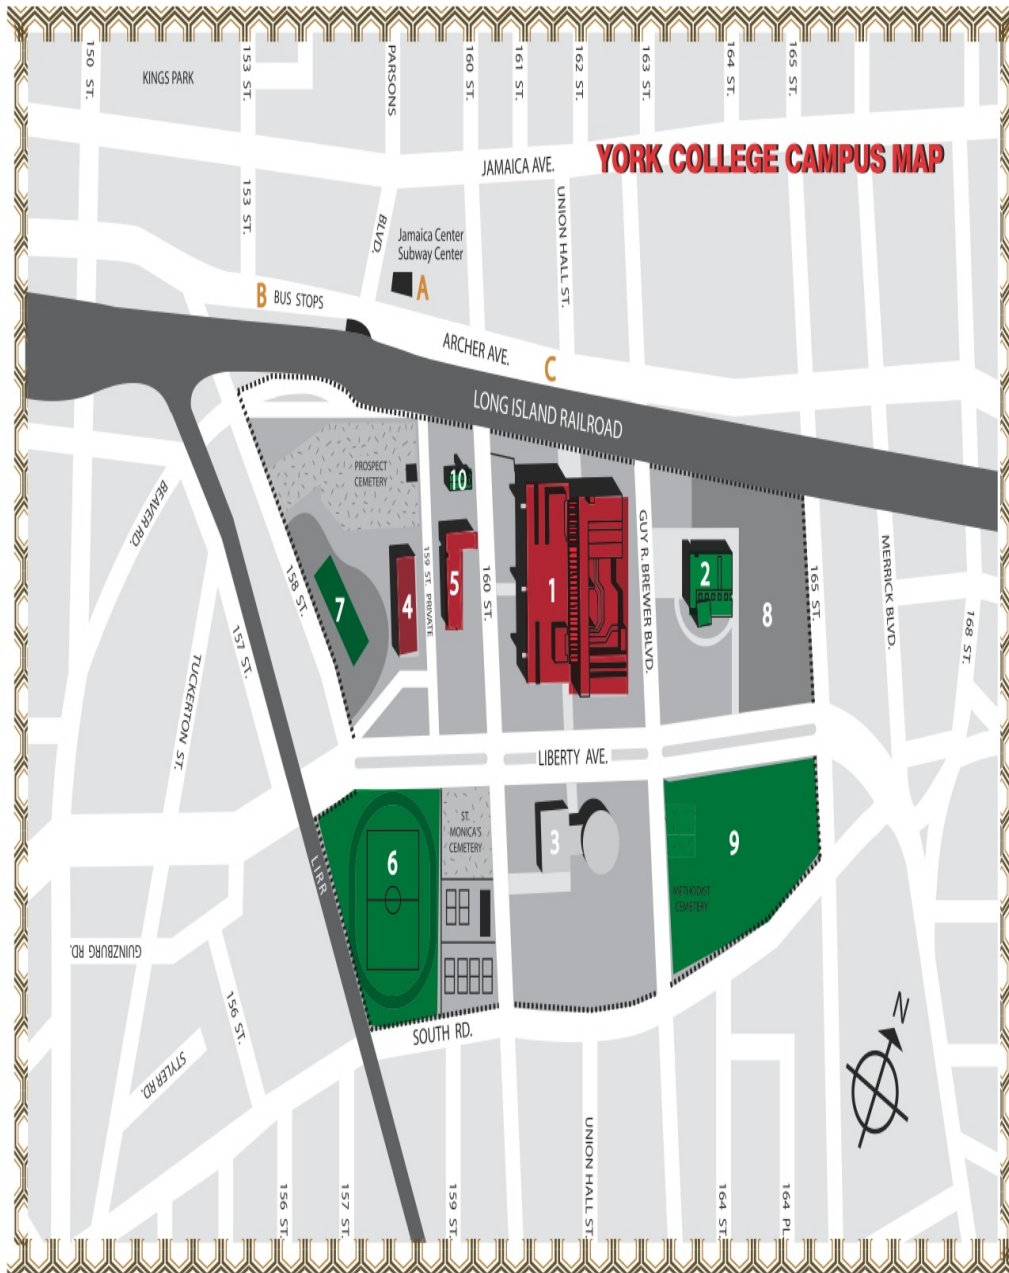 150 ST.
KINGS PARK
153 ST.
PARSONS
160 ST.
161 ST.
162 ST.
163 ST.
164 ST.
165 ST.
YORK COLLEGE CAMPUS MAP
JAMAICA AVE.
153 ST.
BLVD.
Jamaica Center
Subway Center
UNION HALL ST.
A
B
BUS STOPS
ARCHER AVE.
C
LONG ISLAND RAILROAD
PROSPECT
CEMETERY
10
BEAVER RD.
158 ST.
7
4
159 ST. PRIVATE
5
160 ST.
1
GUY R. BREWER BLVD.
2
8
165 ST.
MERRICK BLVD.
168 ST.
157 ST.
TUCKERTON ST.
LIBERTY AVE.
LIRR
6
ST.
MONICA'S
CEMETERY
3
9
METHODIST
CEMETERY
GUINZBURG RD.
156 ST.
SOUTH RD.
STYLER RD.
N
156 ST.
157 ST.
159 ST.
UNION HALL ST.
164 ST.
164 PL.